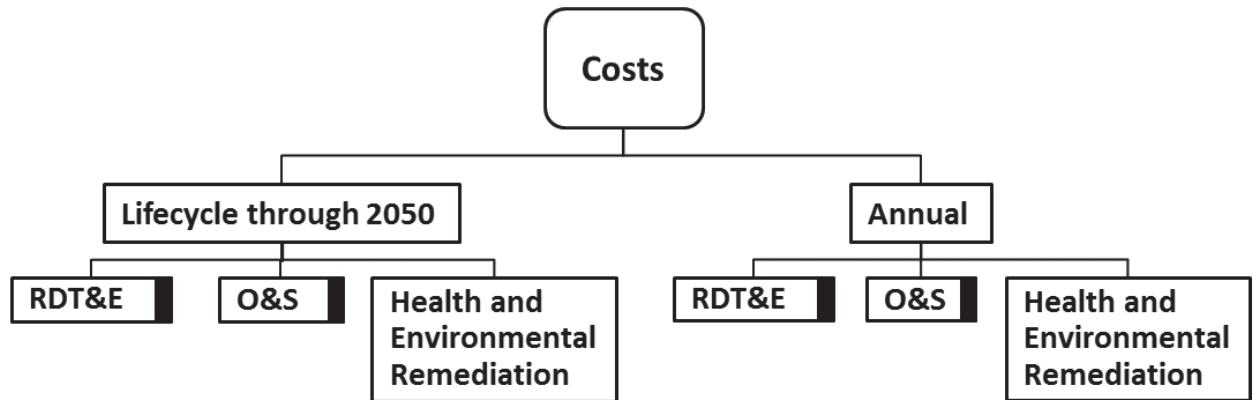 Costs
Lifecycle through 2050
Annual
RDT&E
O&S
Health and
Environmental
Remediation
RDT&E
O&S
Health and
Environmental
Remediation